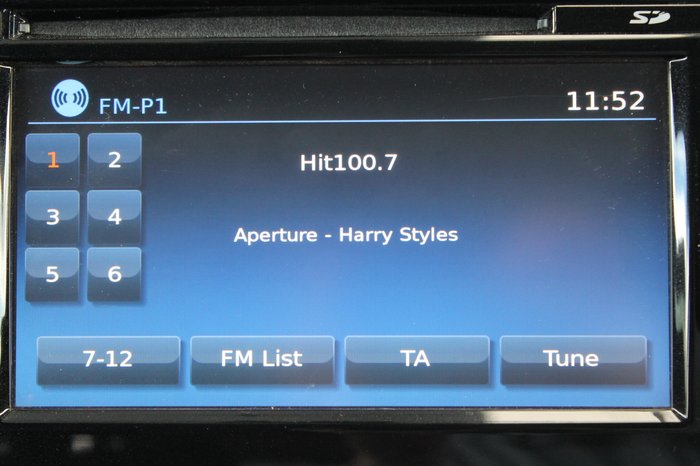 SD
FM-P1
11:52
1
2
Hit100.7
3
4
Aperture - Harry Styles
5
6
7-12
FM List
TA
Tune